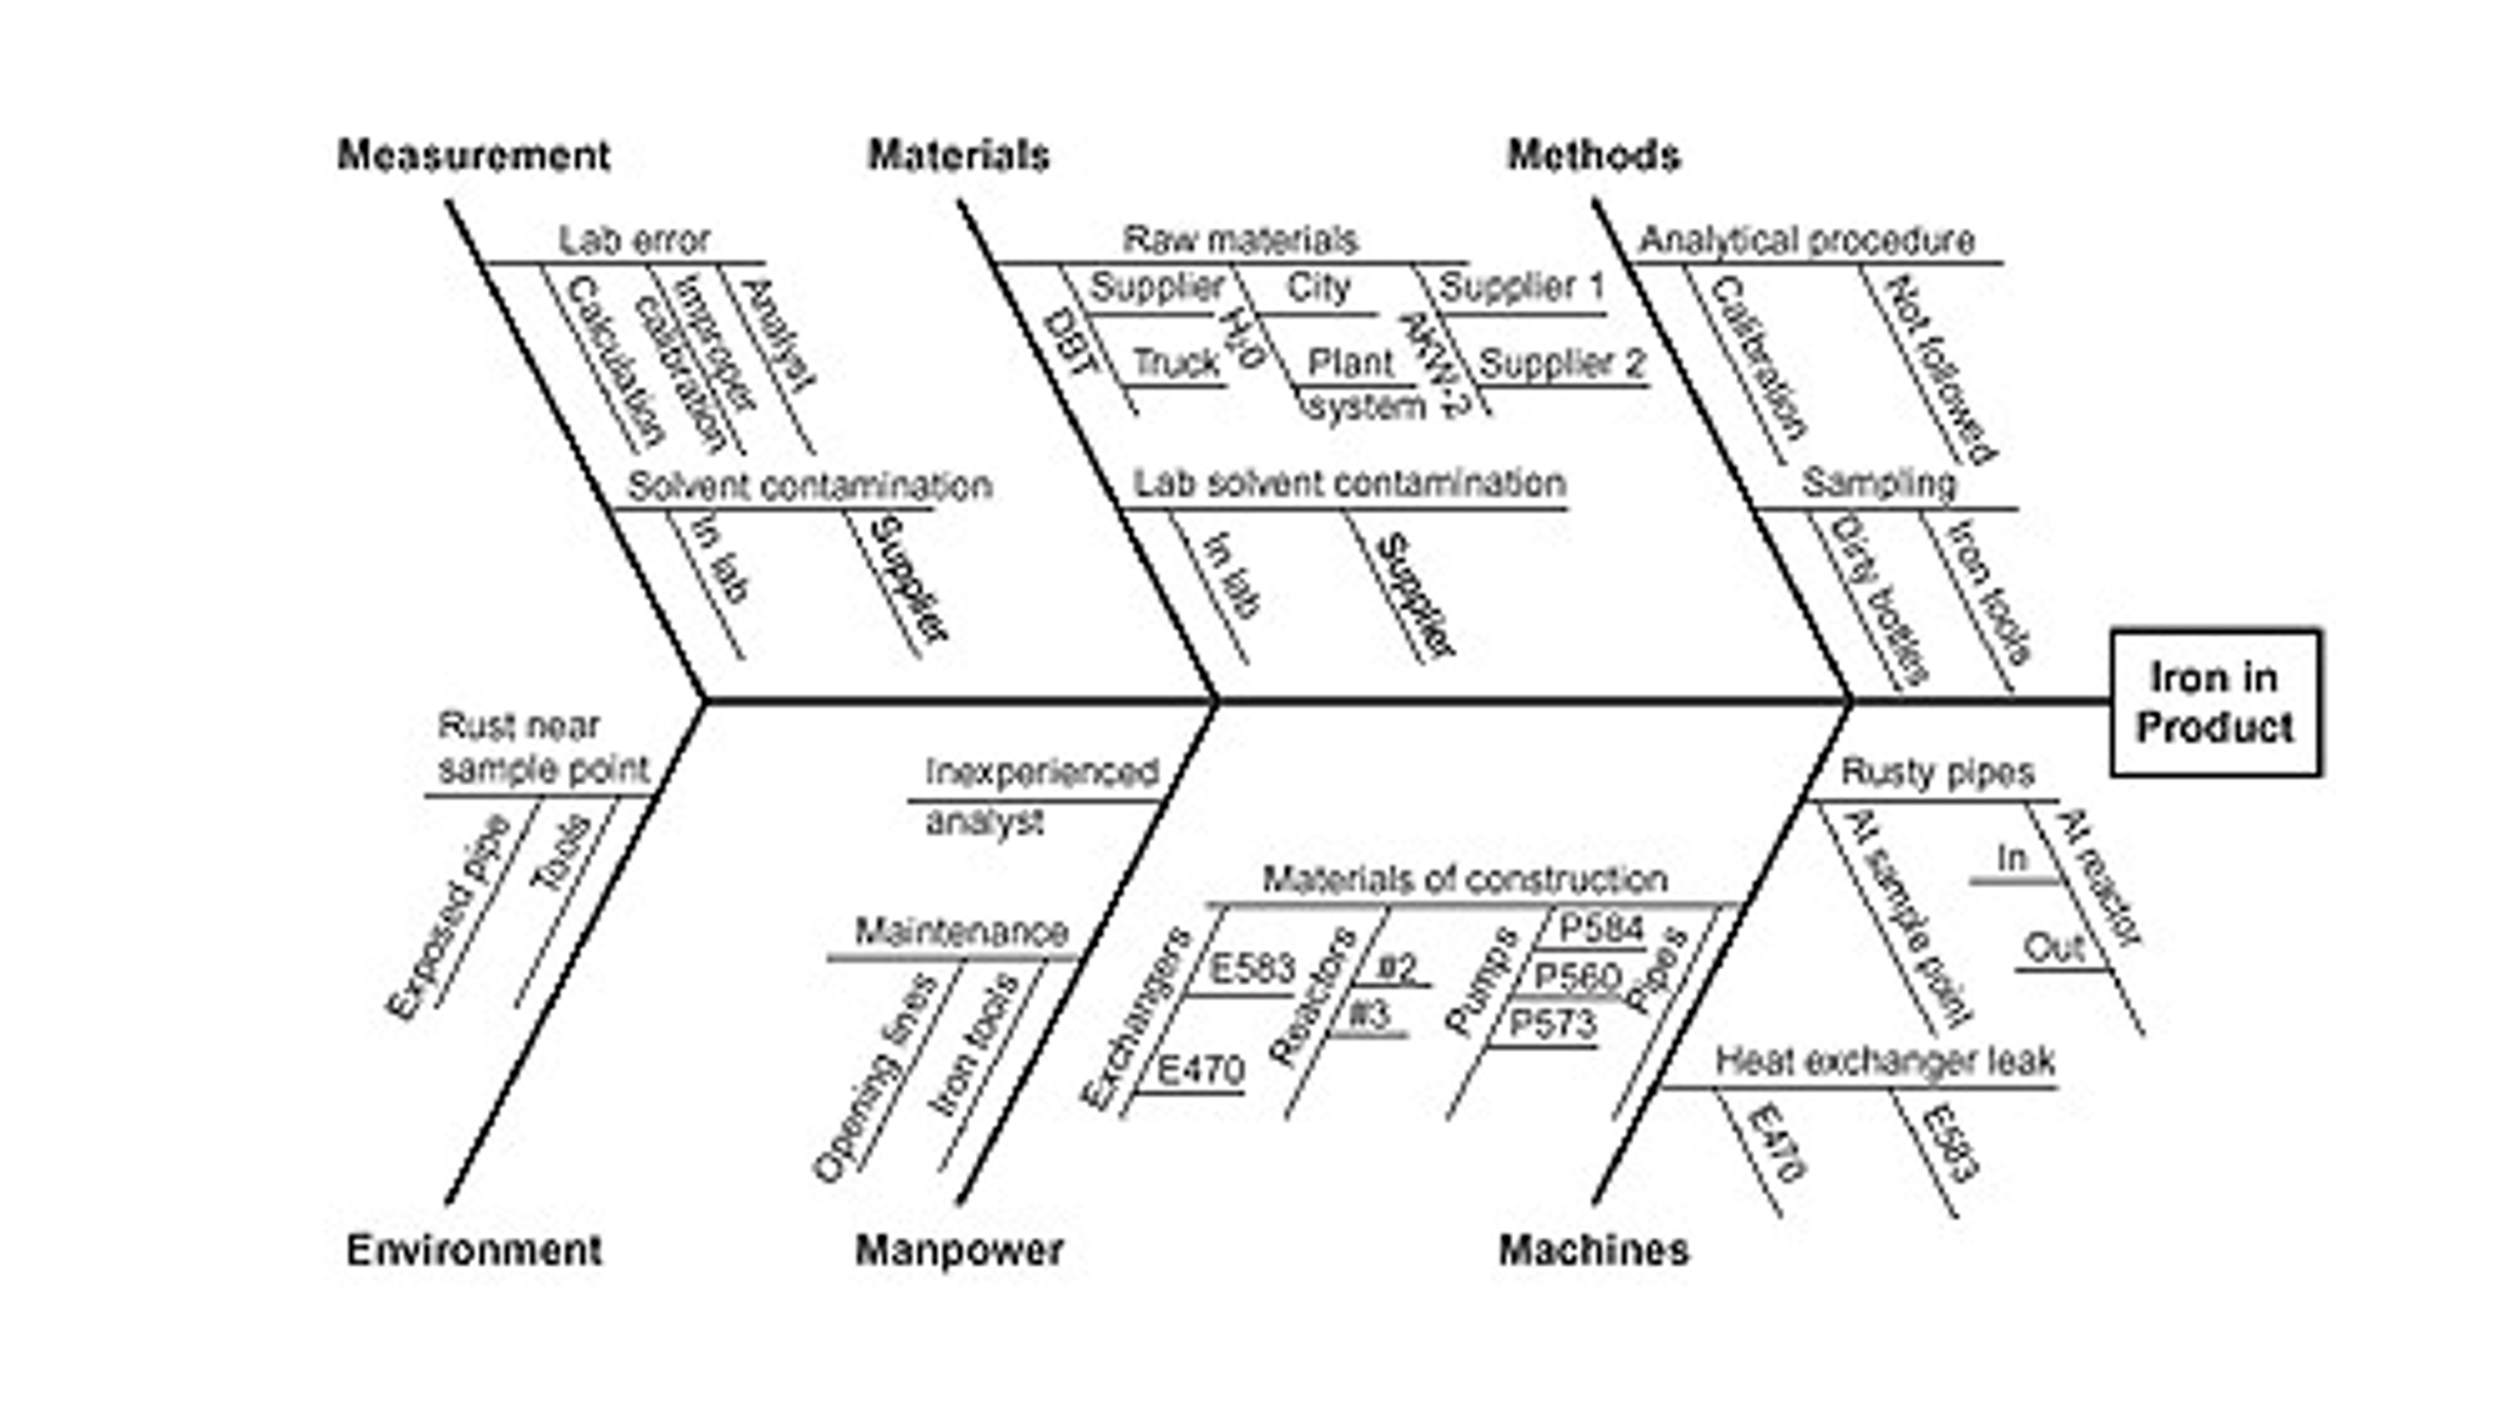 Measurement
Materials
Methods
Lab error
Calculation
Improper
calibration
Analyst
Solvent contamination
In lab
Supplier
Raw materials
DBT
Supplier
Truck
H₂0
City
Plant
system
AKW-2
Supplier 1
Supplier 2
Lab solvent contamination
In lab
Supplier
Analytical procedure
Calibration
Not followed
Sampling
Dirty bottles
Iron tools
Iron in
Product
Rust near
sample point
Exposed pipe
Tools
Inexperienced
analyst
Maintenance
Opening lines
Iron tools
Materials of construction
Exchangers
E583
E470
Reactors
#2
#3
Pumps
P584
P560
P573
Pipes
Rusty pipes
At sample point
At reactor
In
Out
Heat exchanger leak
E470
E583
Environment
Manpower
Machines